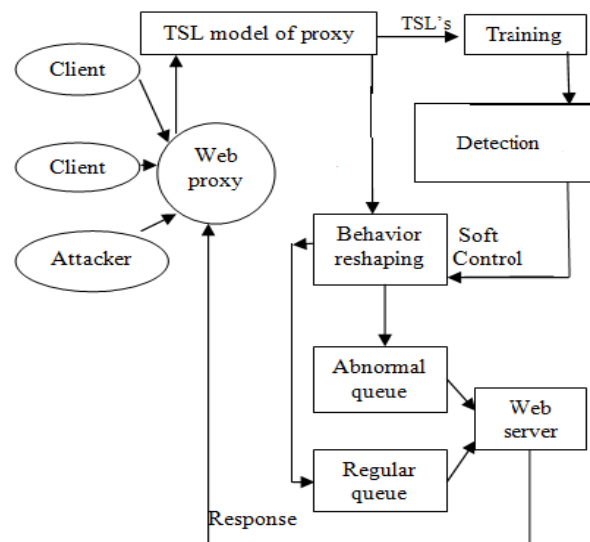 TSL model of proxy
TSL's
Training
Client
Client
Attacker
Web
proxy
Detection
Behavior
reshaping
Soft
Control
Abnormal
queue
Web
server
Regular
queue
Response